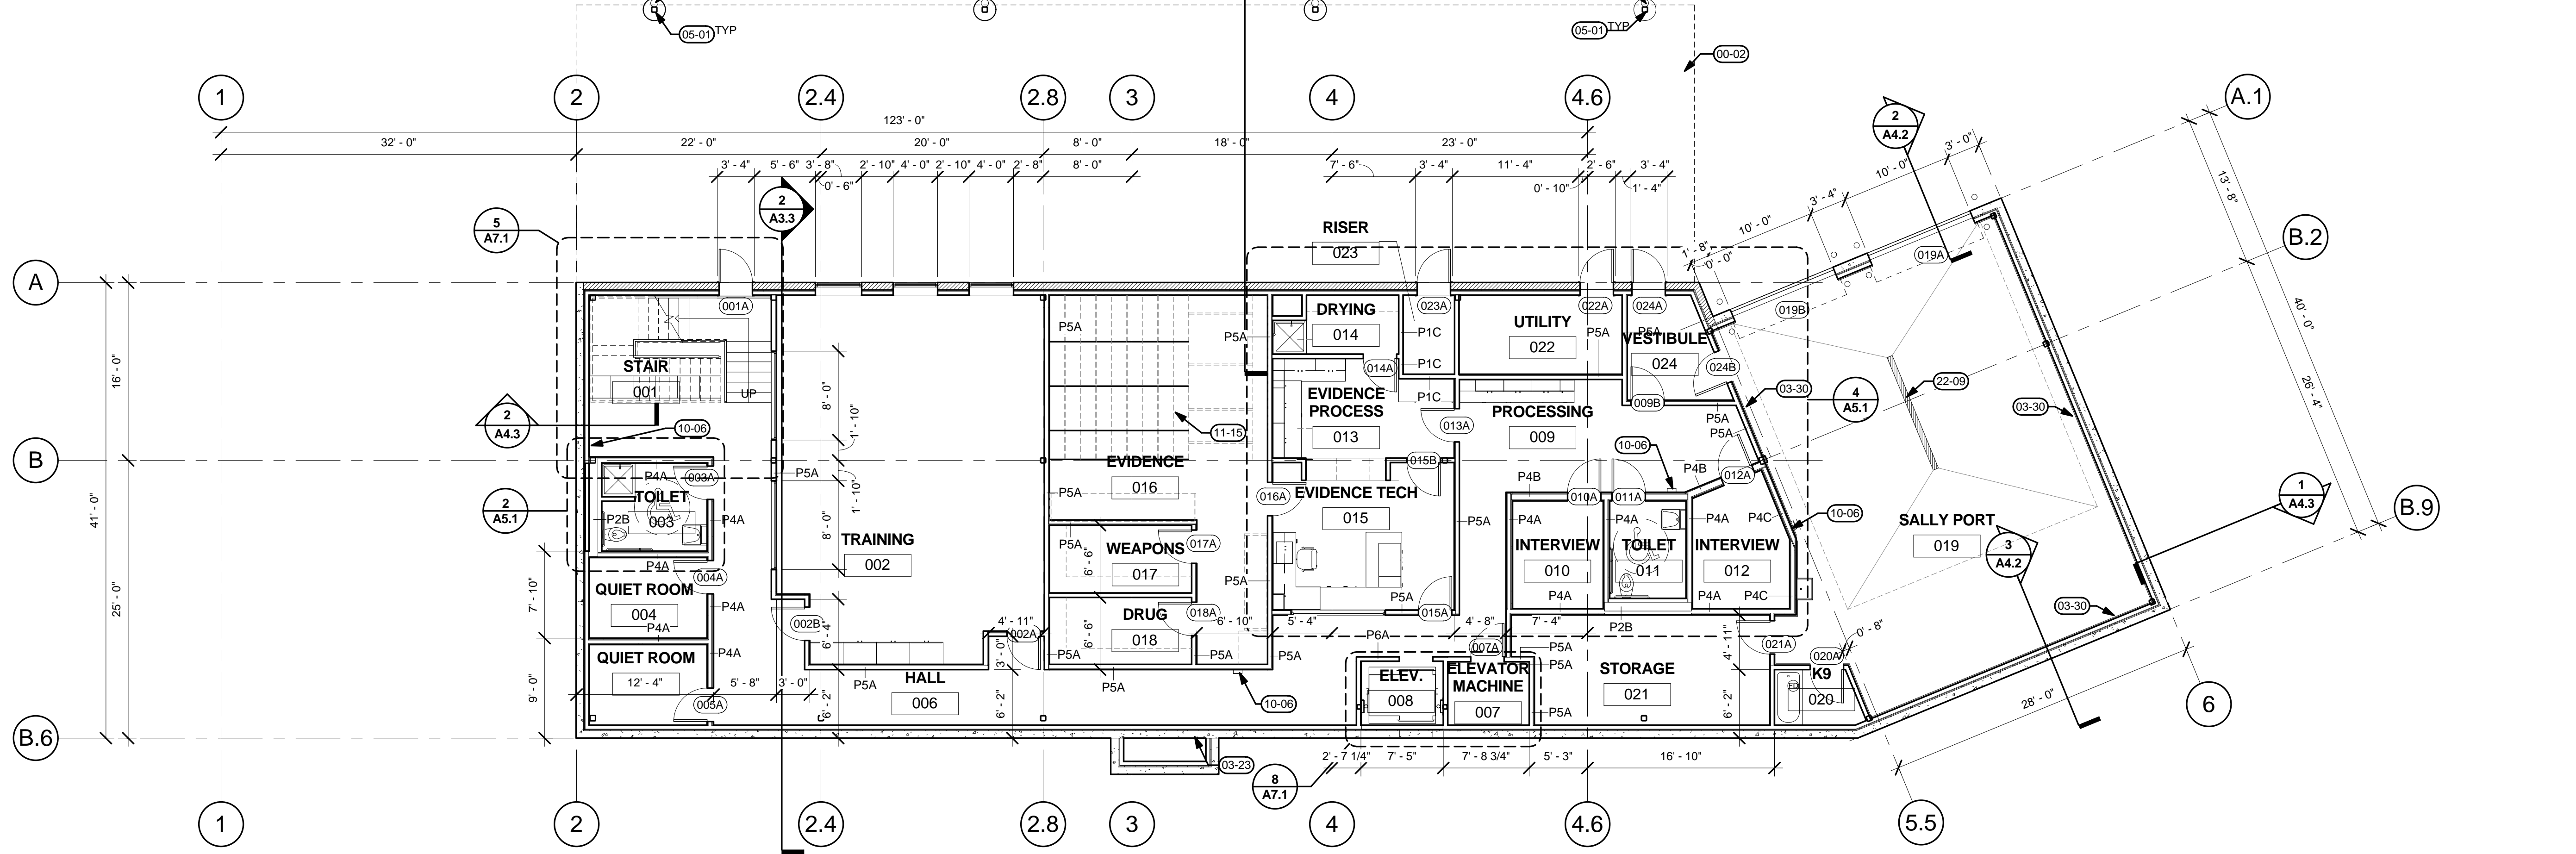 05-01 TYP
05-01 TYP
00-02
1
2
2.4
2.8
3
4
4.6
A.1
2
A4.2
3' - 0"
10' - 0"
3' - 4"
10' - 0"
1' - 8"
0' - 0"
13' - 8"
40' - 0"
26' - 4"
123' - 0"
32' - 0"
22' - 0"
20' - 0"
8' - 0"
18' - 0"
23' - 0"
3' - 4"
5' - 6"
3' - 8"
0' - 6"
2' - 10"
4' - 0"
2' - 10"
4' - 0"
2' - 8"
8' - 0"
7' - 6"
3' - 4"
11' - 4"
0' - 10"
2' - 6"
1' - 4"
3' - 4"
2
A3.3
5
A7.1
B.2
RISER
023
019A
A
001A
023A
022A
024A
019B
DRYING
014
UTILITY
022
VESTIBULE
024
P5A
P5A
P1C
P5A
P5A
P1C
P1C
STAIR
001
UP
014A
024B
03-30
22-09
03-30
4
A5.1
41' - 0"
16' - 0"
25' - 0"
8' - 0"
1' - 10"
1' - 10"
8' - 0"
EVIDENCE
PROCESS
013
PROCESSING
009
009B
P5A
P5A
013A
2
A4.3
10-06
11-15
10-06
B
P4A
003A
P5A
EVIDENCE
016
015B
P4B
P4B
012A
TOILET
003
P2B
P4A
P5A
016A
EVIDENCE TECH
015
010A
011A
2
A5.1
P5A
P4A
P4A
P4A
P4C
10-06
1
A4.3
B.9
SALLY PORT
019
3
A4.2
TRAINING
002
P5A
WEAPONS
017
017A
6' - 6"
INTERVIEW
010
TOILET
011
INTERVIEW
012
P4A
004A
QUIET ROOM
004
P4A
P4A
P5A
P5A
P4A
P4A
P4C
03-30
7' - 10"
9' - 0"
002B
6' - 4"
DRUG
018
018A
6' - 6"
015A
4' - 11"
002A
3' - 0"
6' - 10"
5' - 4"
4' - 8"
7' - 4"
P2B
P6A
007A
021A
4' - 11"
020A
0' - 8"
QUIET ROOM
12' - 4"
P4A
5' - 8"
3' - 0"
005A
6' - 2"
P5A
HALL
006
6' - 2"
P5A
P5A
P5A
P5A
10-06
ELEV.
008
ELEVATOR
MACHINE
007
P5A
P5A
P5A
STORAGE
021
6' - 2"
K9
020
FD
28' - 0"
6
B.6
03-23
2' - 7 1/4"
7' - 5"
7' - 8 3/4"
5' - 3"
16' - 10"
8
A7.1
1
2
2.4
2.8
3
4
4.6
5.5